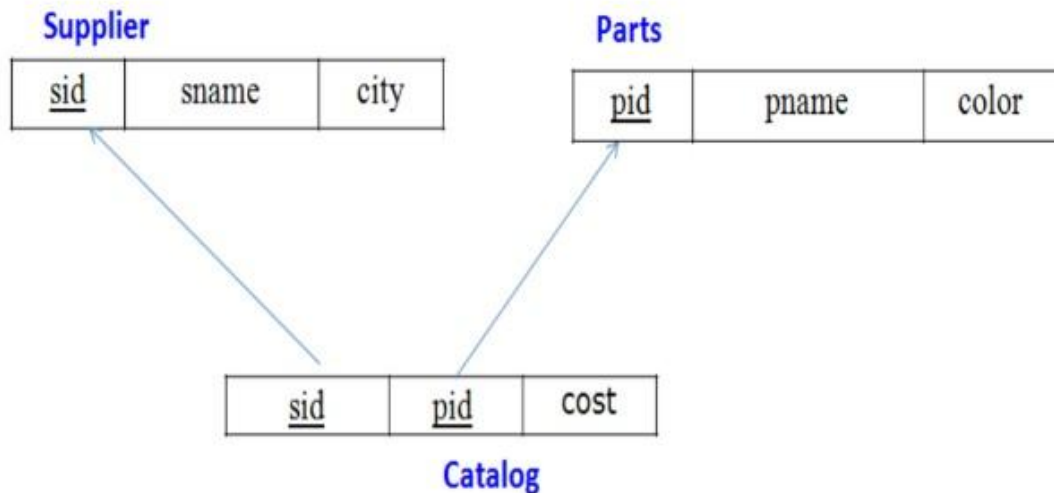 Supplier
sid sname city
Parts
pid pname color
sid pid cost
Catalog